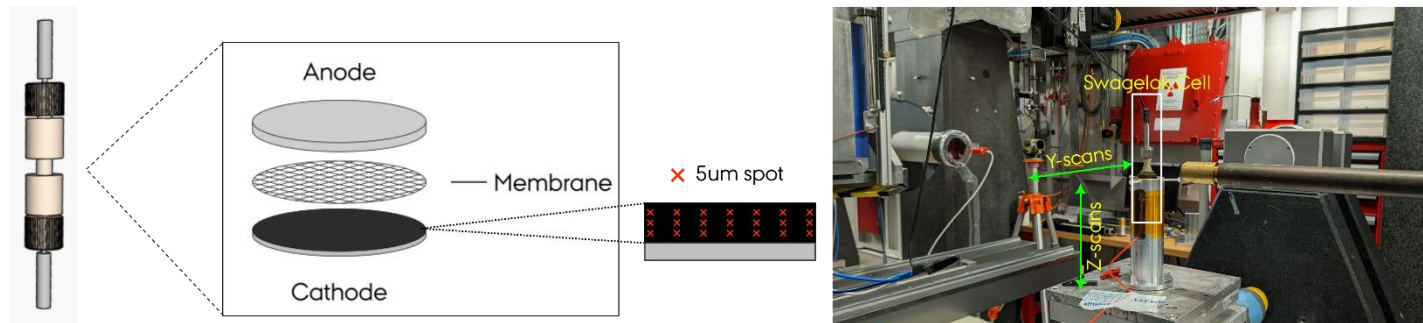 Anode
Membrane
Cathode
× 5um spot
Swagelok Cell
Y-scans
Z-scans